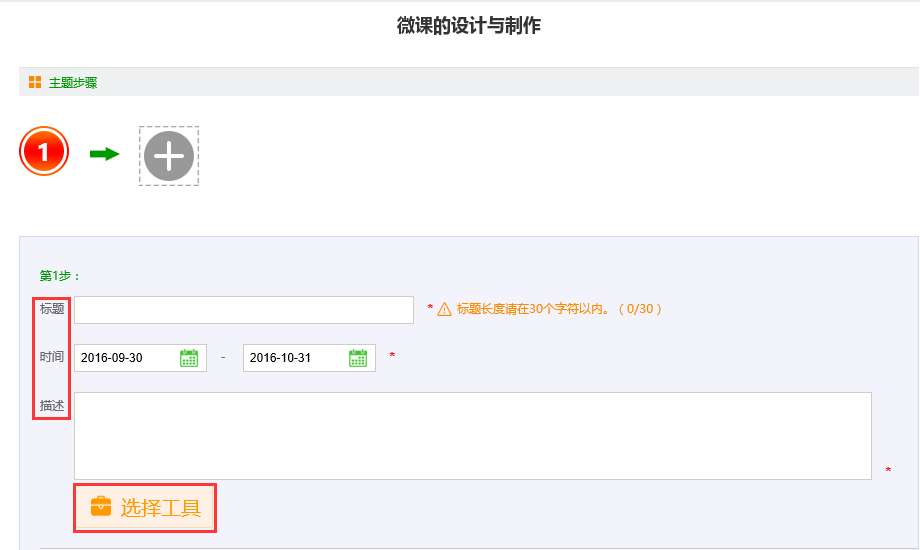 微课的设计与制作
主题步骤
1
第1步：
标题 * 标题长度请在30个字符以内。（0/30）
时间 2016-09-30 - 2016-10-31 *
描述
*
选择工具